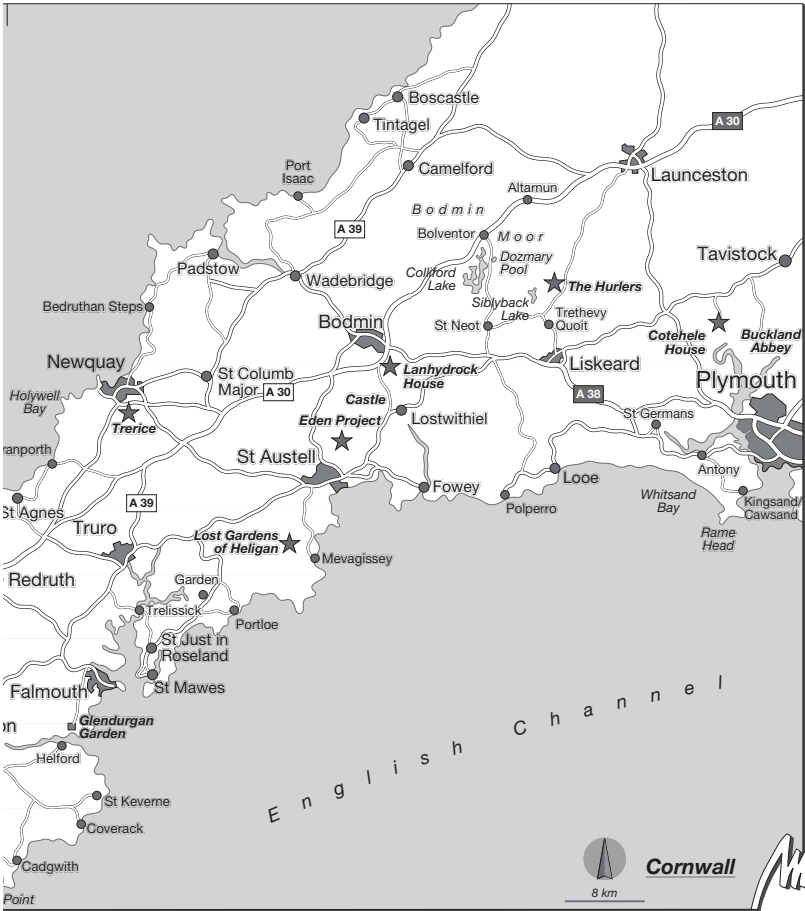 Boscastle
Tintagel
A 30
Port
Isaac
Camelford
Launceston
Altarnun
Bodmin
Moor
A 39
Bolventor
Tavistock
Padstow
Dozmary
Pool
Colliford
Lake
Wadebridge
The Hurlers
Siblyback
Lake
Bedruthan Steps
Bodmin
St Neot
Trethevy
Quoit
Cotehele
House
Buckland
Abbey
Newquay
St Columb
Major
A 30
Lanhydrock
House
Liskeard
Plymouth
Holywell
Bay
Castle
A 38
Trerice
Eden Project
Lostwithiel
St Germans
ranporth
St Austell
Antony
Looe
Fowey
St Agnes
A 39
Polperro
Whitsand
Bay
Kingsand/
Cawsand
Truro
Lost Gardens
of Heligan
Rame
Head
Mevagissey
Redruth
Garden
Trelissick
Portloe
St Just in
Roseland
St Mawes
Falmouth
English Channel
Glendurgan
Garden
on
Helford
St Keverne
Coverack
Cadgwith
Point
Cornwall
8 km